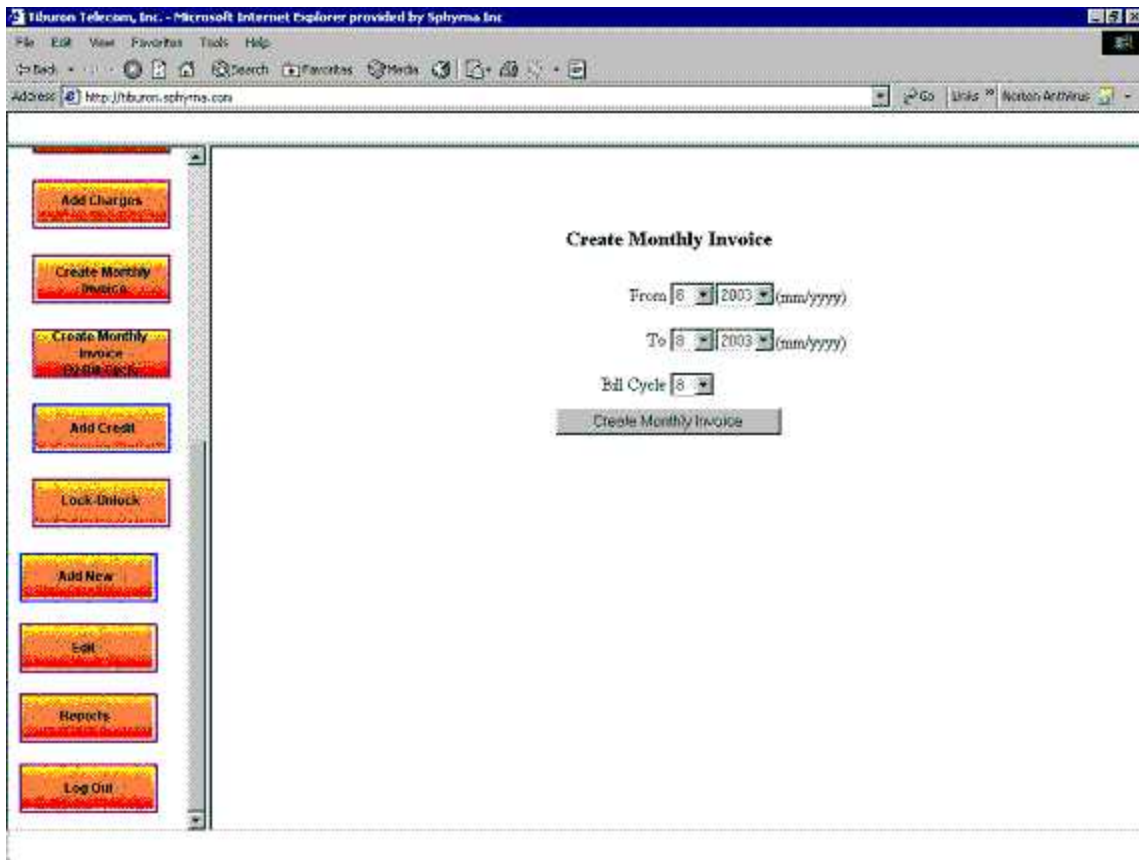 Tiburon Telecom, Inc. - Microsoft Internet Explorer provided by Sphyrna Inc
File Edit View Favorites Tools Help
Back Search Favorites Media
Address http://tiburon.sphyrna.com Go Links » Norton AntiVirus
Add Charges
Create Monthly
Invoice
Create Monthly
Invoice
By Bill Cycle
Add Credit
Lock-Unlock
Add New
Edit
Reports
Log Out
Create Monthly Invoice
From 8 2003 (mm/yyyy)
To 8 2003 (mm/yyyy)
Bill Cycle 8
Create Monthly Invoice